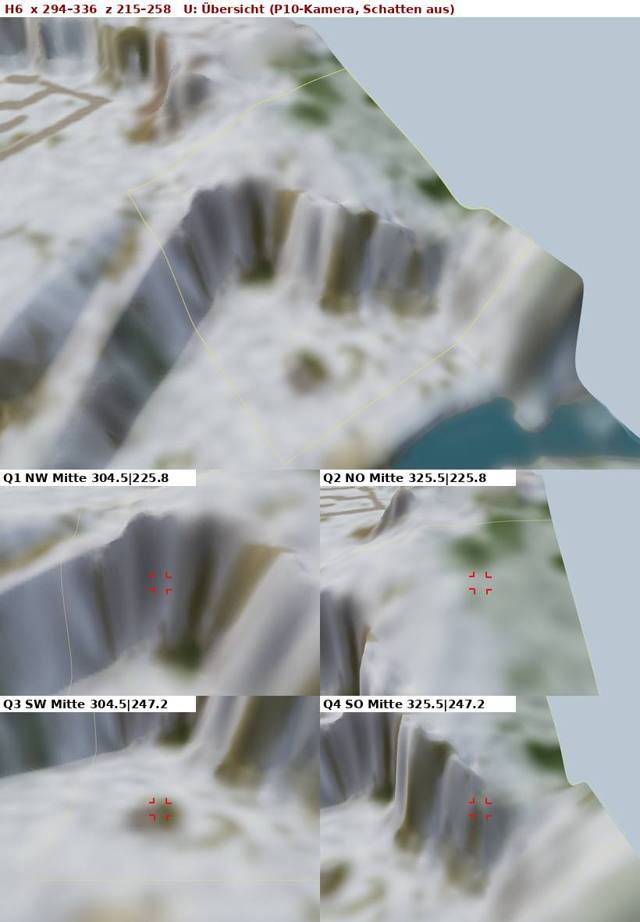 H6 x 294–336 z 215–258 U: Übersicht (P10-Kamera, Schatten aus)
Q1 NW Mitte 304.5|225.8
Q2 NO Mitte 325.5|225.8
Q3 SW Mitte 304.5|247.2
Q4 SO Mitte 325.5|247.2